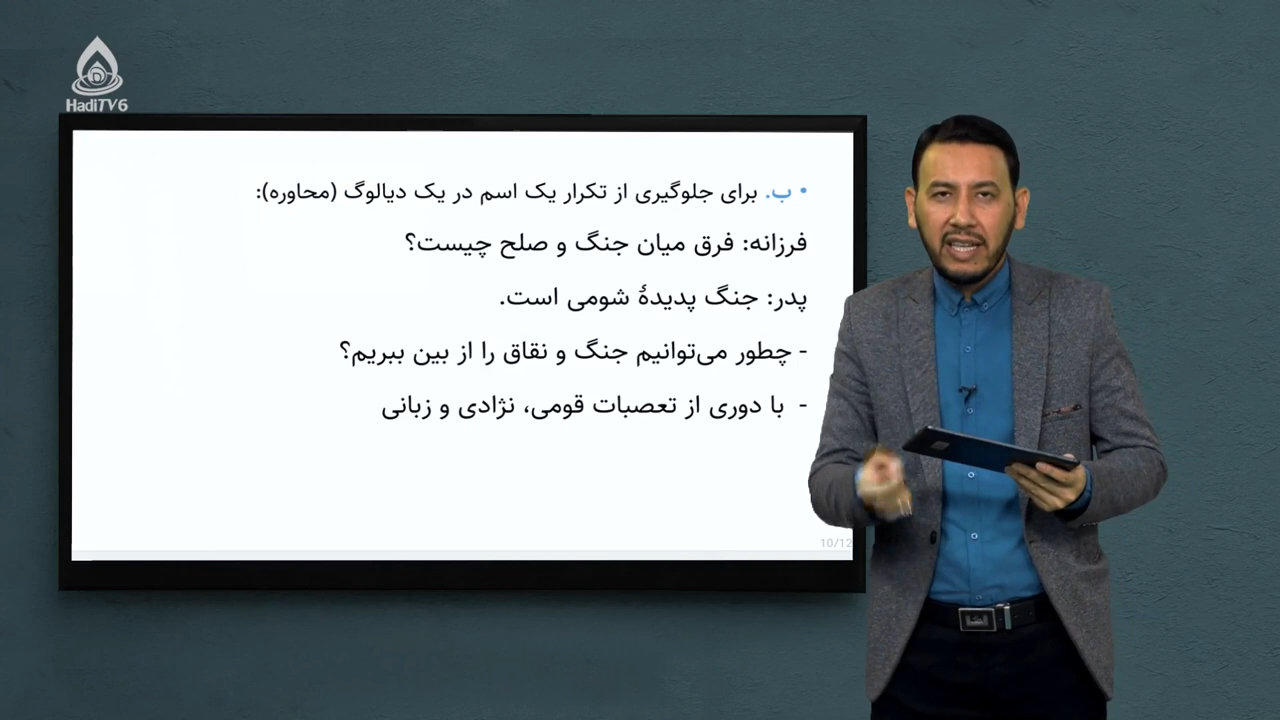 HadiTV6
• ب. برای جلوگیری از تکرار یک اسم در یک دیالوگ (محاوره):
فرزانه: فرق میان جنگ و صلح چیست؟
پدر: جنگ پدیدهٔ شومی است.
- چطور می‌توانیم جنگ و نقاق را از بین ببریم؟
- با دوری از تعصبات قومی، نژادی و زبانی
10/12